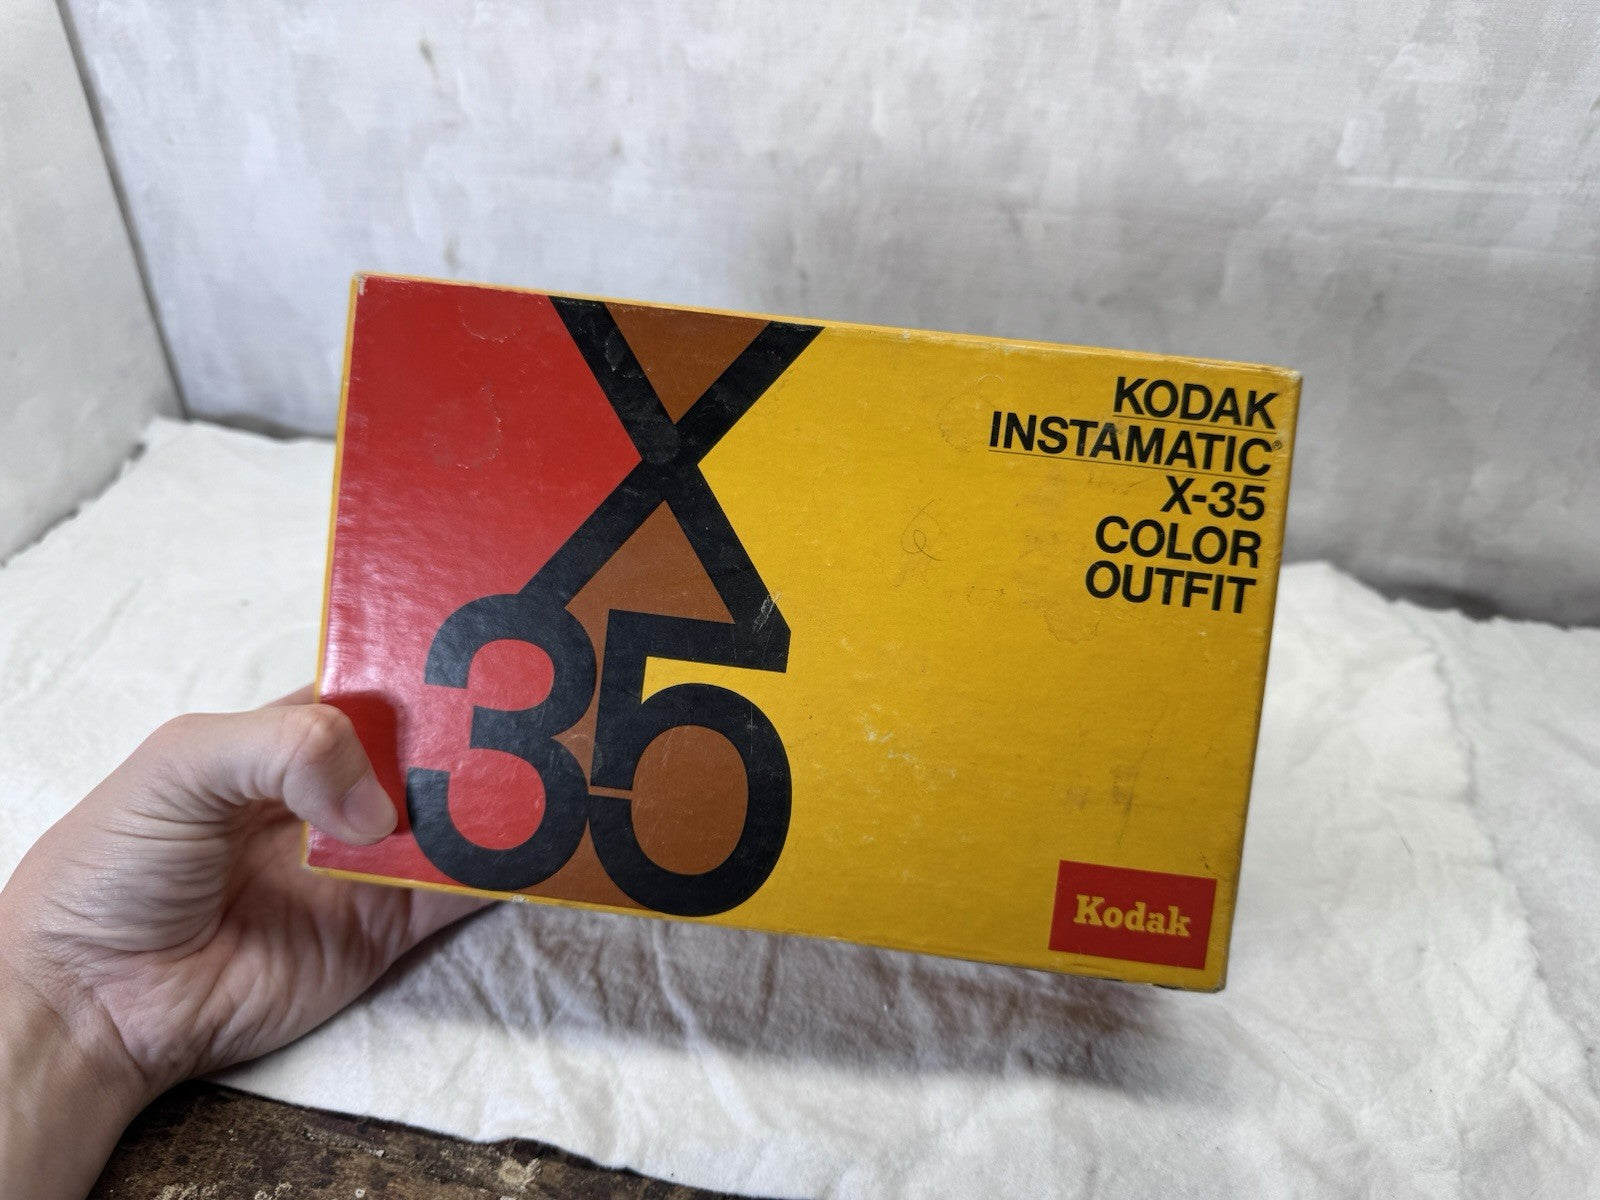 X
35
KODAK
INSTAMATIC®
X-35
COLOR
OUTFIT
Kodak